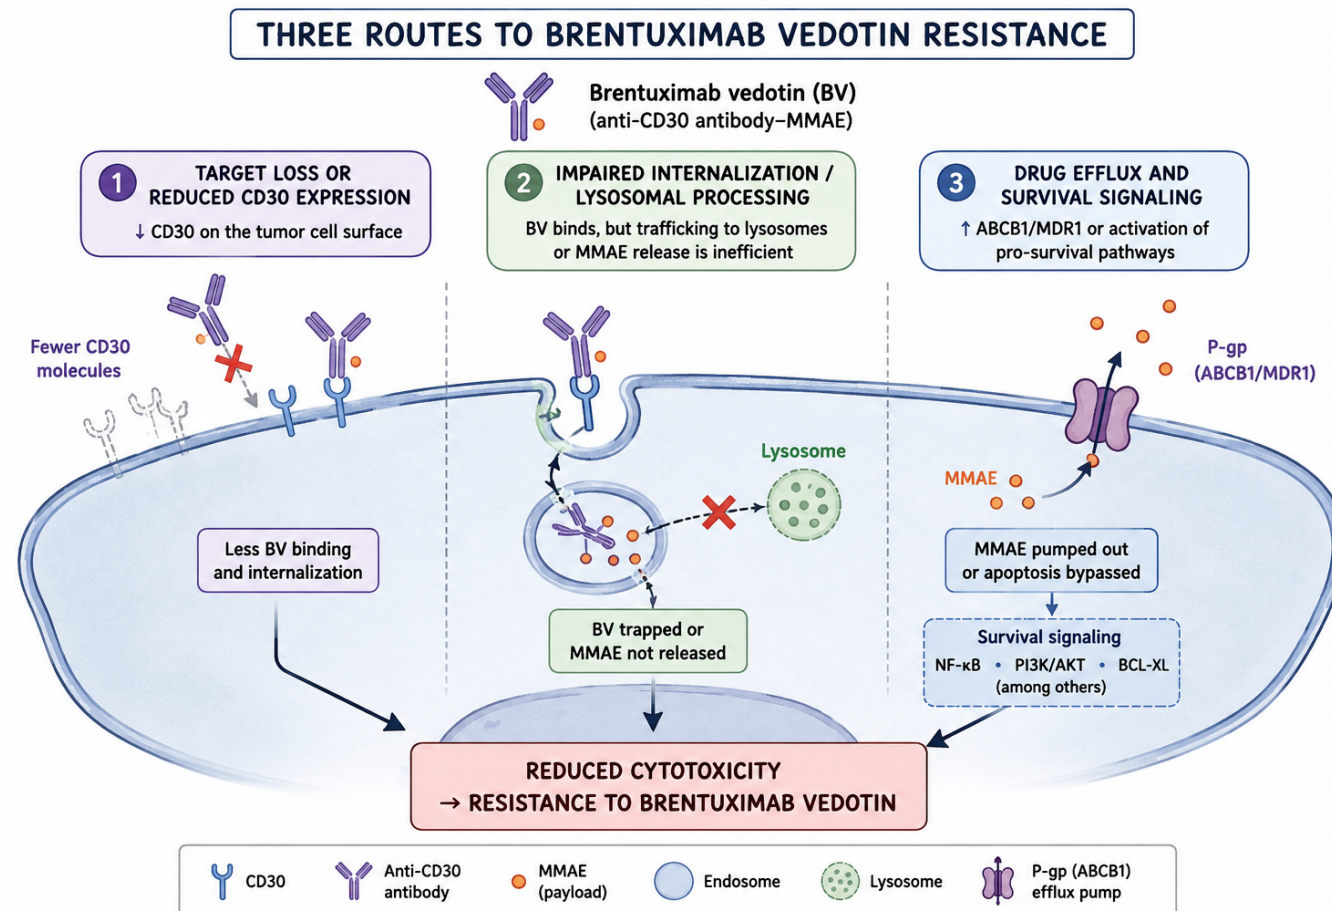 THREE ROUTES TO BRENTUXIMAB VEDOTIN RESISTANCE
Brentuximab vedotin (BV)
(anti-CD30 antibody–MMAE)
1
TARGET LOSS OR
REDUCED CD30 EXPRESSION
↓ CD30 on the tumor cell surface
2
IMPAIRED INTERNALIZATION /
LYSOSOMAL PROCESSING
BV binds, but trafficking to lysosomes
or MMAE release is inefficient
3
DRUG EFFLUX AND
SURVIVAL SIGNALING
↑ ABCB1/MDR1 or activation of
pro-survival pathways
Fewer CD30
molecules
P-gp
(ABCB1/MDR1)
Lysosome
MMAE
Less BV binding
and internalization
BV trapped or
MMAE not released
MMAE pumped out
or apoptosis bypassed
Survival signaling
NF-κB • PI3K/AKT • BCL-XL
(among others)
REDUCED CYTOTOXICITY
→ RESISTANCE TO BRENTUXIMAB VEDOTIN
CD30
Anti-CD30
antibody
MMAE
(payload)
Endosome
Lysosome
P-gp (ABCB1)
efflux pump